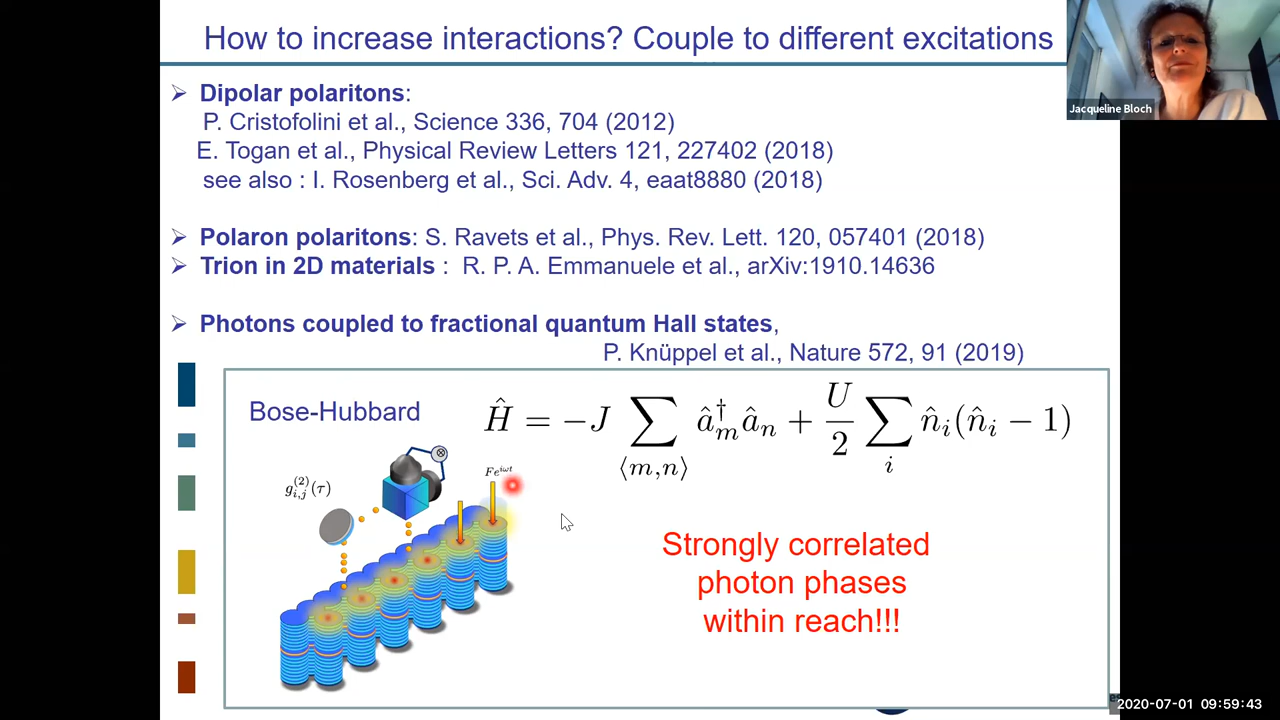 How to increase interactions? Couple to different excitations
Jacqueline Bloch
➢ Dipolar polaritons:
P. Cristofolini et al., Science 336, 704 (2012)
E. Togan et al., Physical Review Letters 121, 227402 (2018)
see also : I. Rosenberg et al., Sci. Adv. 4, eaat8880 (2018)
➢ Polaron polaritons: S. Ravets et al., Phys. Rev. Lett. 120, 057401 (2018)
➢ Trion in 2D materials : R. P. A. Emmanuele et al., arXiv:1910.14636
➢ Photons coupled to fractional quantum Hall states,
P. Knüppel et al., Nature 572, 91 (2019)
Bose-Hubbard
Ĥ = −J ∑⟨m,n⟩ â†m ân + U/2 ∑i n̂i(n̂i − 1)
g(2)i,j(τ)
Fe^iωt
Strongly correlated
photon phases
within reach!!!
2020-07-01 09:59:43